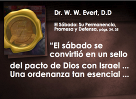 Dr. W. W. Everl, D.D
El Sábado: Su Permanencia,
Promesa y Defensa, pág. 34, 35
“El sábado se
convirtió en un sello
del pacto de Dios con Israel ...
Una ordenanza tan esencial ...